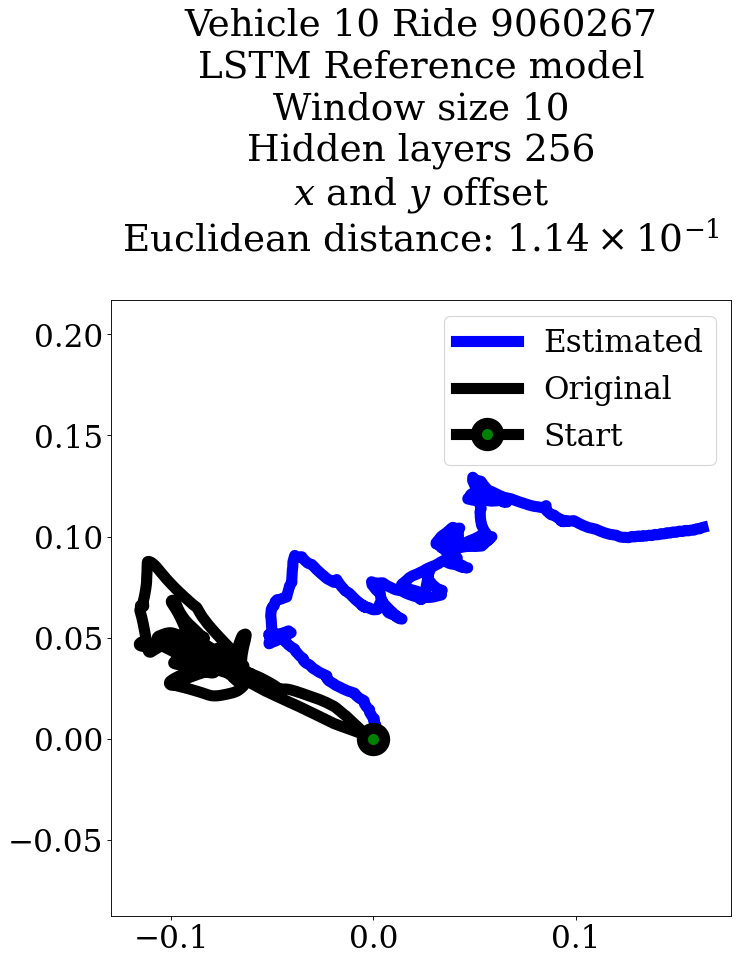 Vehicle 10 Ride 9060267
LSTM Reference model
Window size 10
Hidden layers 256
x and y offset
Euclidean distance: 1.14 × 10⁻¹
Estimated
Original
Start
0.20
0.15
0.10
0.05
0.00
−0.05
−0.1
0.0
0.1